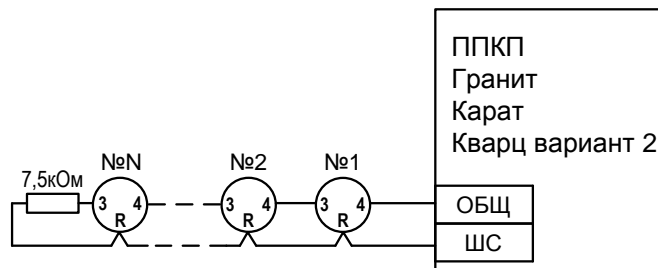 ППКП
Гранит
Карат
Кварц вариант 2
№N №2 №1
7,5кОм
3 4 3 4 3 4 ОБЩ
R R R ШС